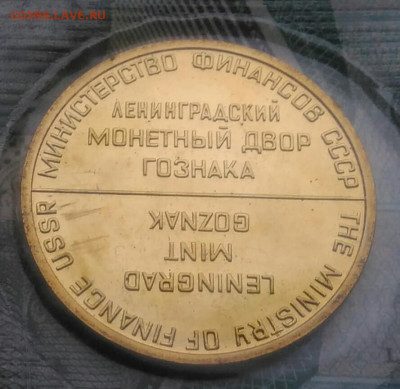 COINS.LAVE.RU
МИНИСТЕРСТВО ФИНАНСОВ СССР
ЛЕНИНГРАДСКИЙ
МОНЕТНЫЙ ДВОР
ГОЗНАКА
THE MINISTRY OF FINANCE USSR
LENINGRAD
MINT
GOZNAK